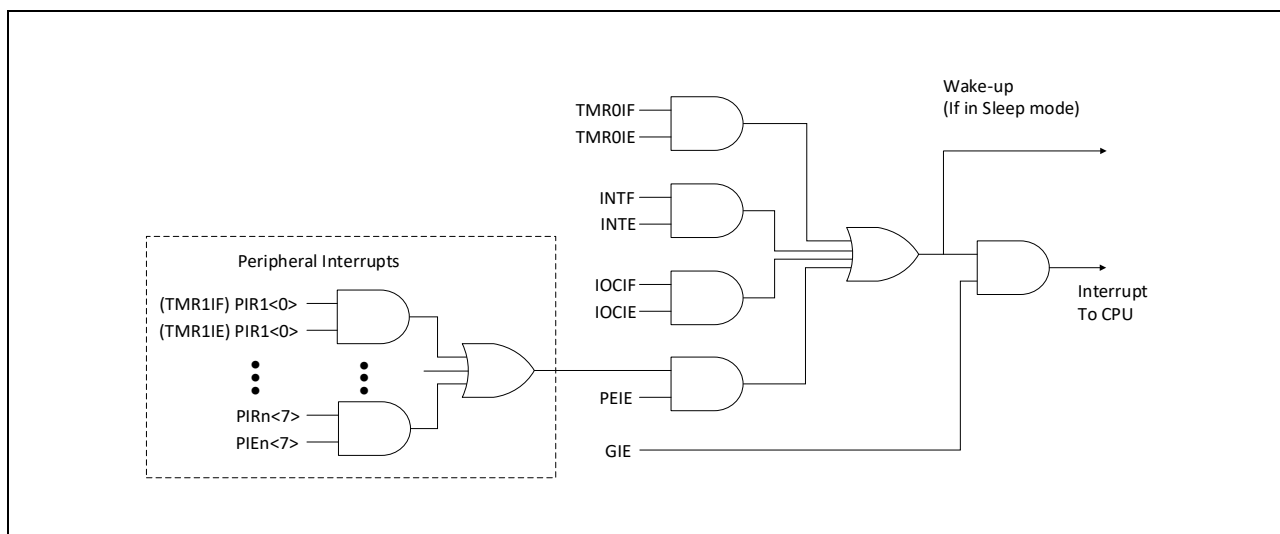 Wake-up
(If in Sleep mode)
TMR0IF
TMR0IE
INTF
INTE
Peripheral Interrupts
IOCIF
IOCIE
Interrupt
To CPU
(TMR1IF) PIR1<0>
(TMR1IE) PIR1<0>
PEIE
PIRn<7>
PIEn<7>
GIE